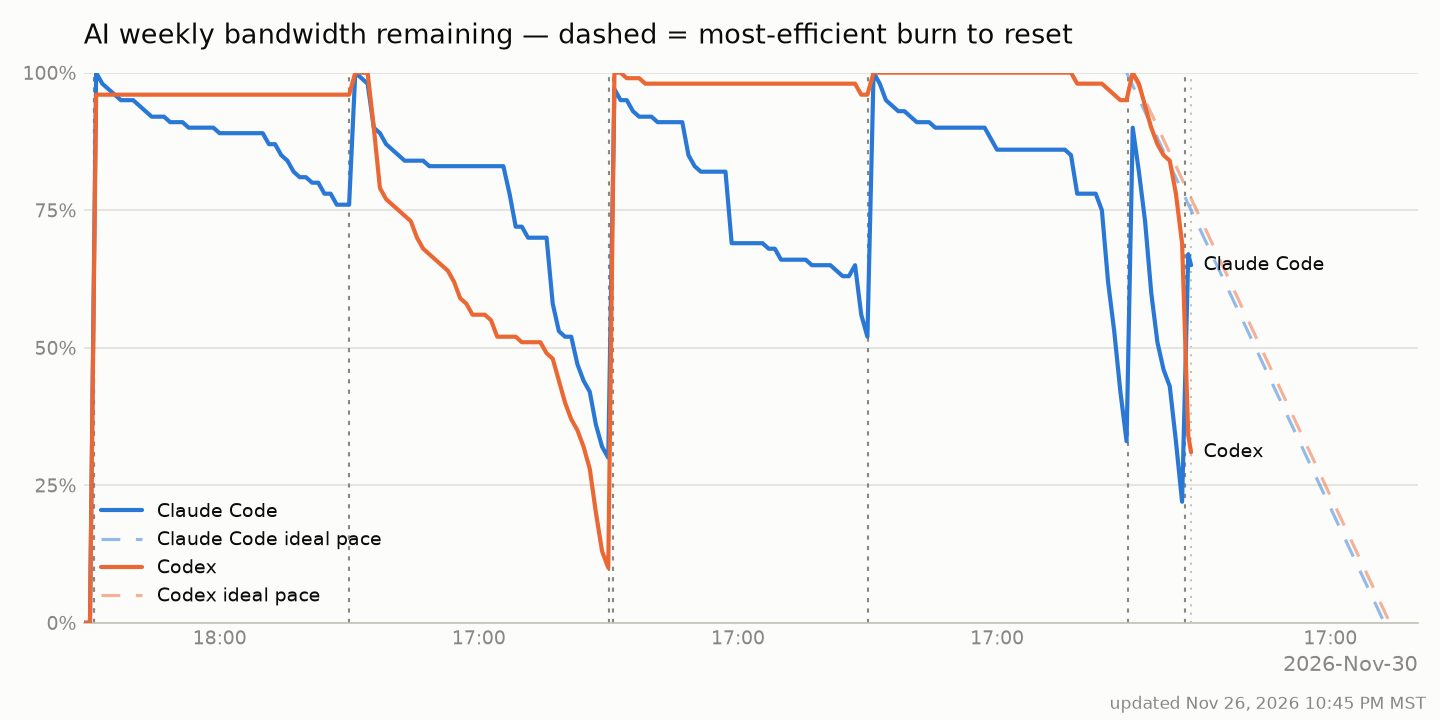 AI weekly bandwidth remaining — dashed = most-efficient burn to reset
100%
75%
50%
25%
0%
Claude Code
Codex
Claude Code
Claude Code ideal pace
Codex
Codex ideal pace
18:00
17:00
17:00
17:00
17:00
2026-Nov-30
updated Nov 26, 2026 10:45 PM MST